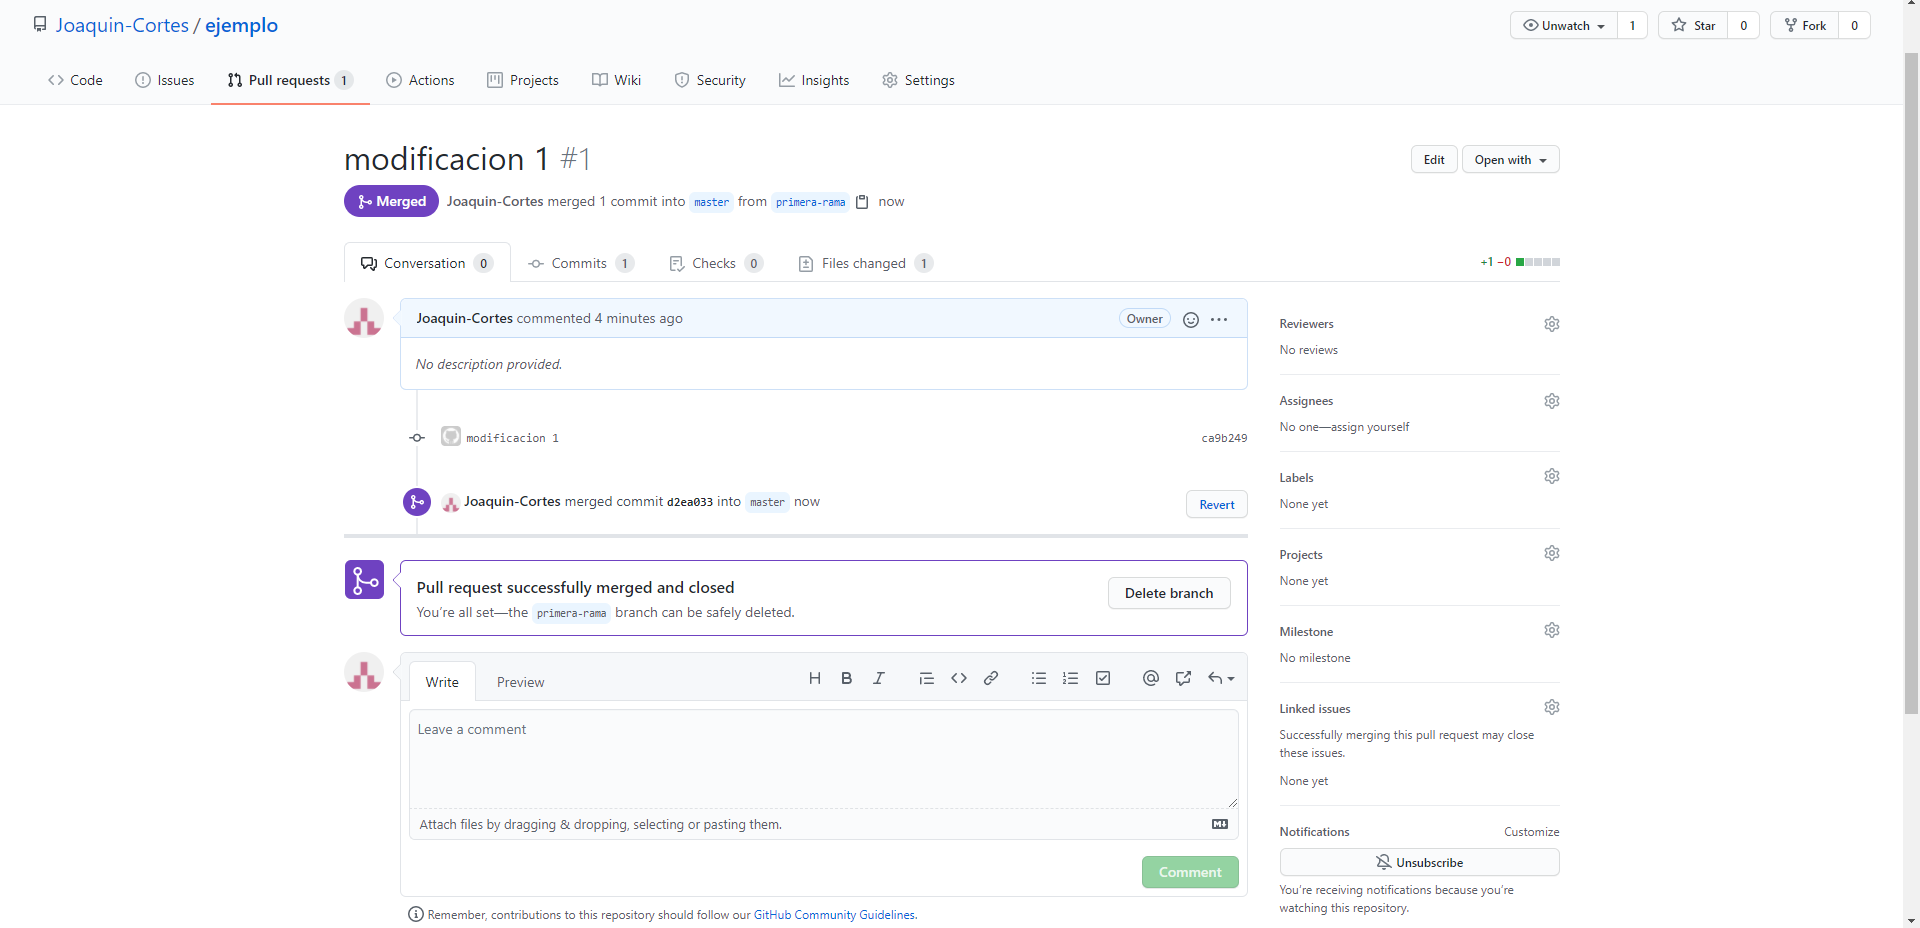 Joaquin-Cortes / ejemplo
Unwatch 1 Star 0 Fork 0
Code Issues Pull requests 1 Actions Projects Wiki Security Insights Settings
modificacion 1 #1
Edit Open with
Merged Joaquin-Cortes merged 1 commit into master from primera-rama now
Conversation 0 Commits 1 Checks 0 Files changed 1 +1 −0
Joaquin-Cortes commented 4 minutes ago Owner
No description provided.
modificacion 1 ca9b249
Joaquin-Cortes merged commit d2ea033 into master now Revert
Pull request successfully merged and closed
You’re all set—the primera-rama branch can be safely deleted.
Delete branch
Write Preview
Leave a comment
Attach files by dragging & dropping, selecting or pasting them.
Comment
Remember, contributions to this repository should follow our GitHub Community Guidelines.
Reviewers
No reviews
Assignees
No one—assign yourself
Labels
None yet
Projects
None yet
Milestone
No milestone
Linked issues
Successfully merging this pull request may close
these issues.
None yet
Notifications Customize
Unsubscribe
You’re receiving notifications because you’re
watching this repository.